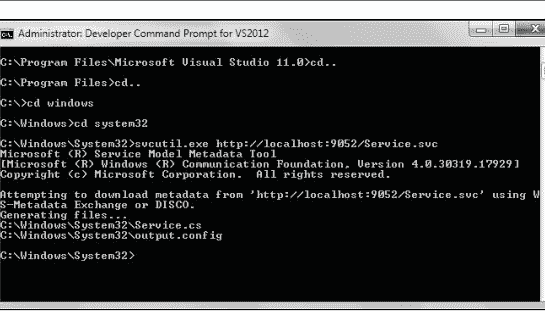 Administrator: Developer Command Prompt for VS2012
C:\Program Files\Microsoft Visual Studio 11.0>cd..
C:\Program Files>cd..
C:\>cd windows
C:\Windows>cd system32
C:\Windows\System32>svcutil.exe http://localhost:9052/Service.svc
Microsoft (R) Service Model Metadata Tool
[Microsoft (R) Windows (R) Communication Foundation, Version 4.0.30319.17929]
Copyright (c) Microsoft Corporation.  All rights reserved.
Attempting to download metadata from 'http://localhost:9052/Service.svc' using W
S-Metadata Exchange or DISCO.
Generating files...
C:\Windows\System32\Service.cs
C:\Windows\System32\output.config
C:\Windows\System32>